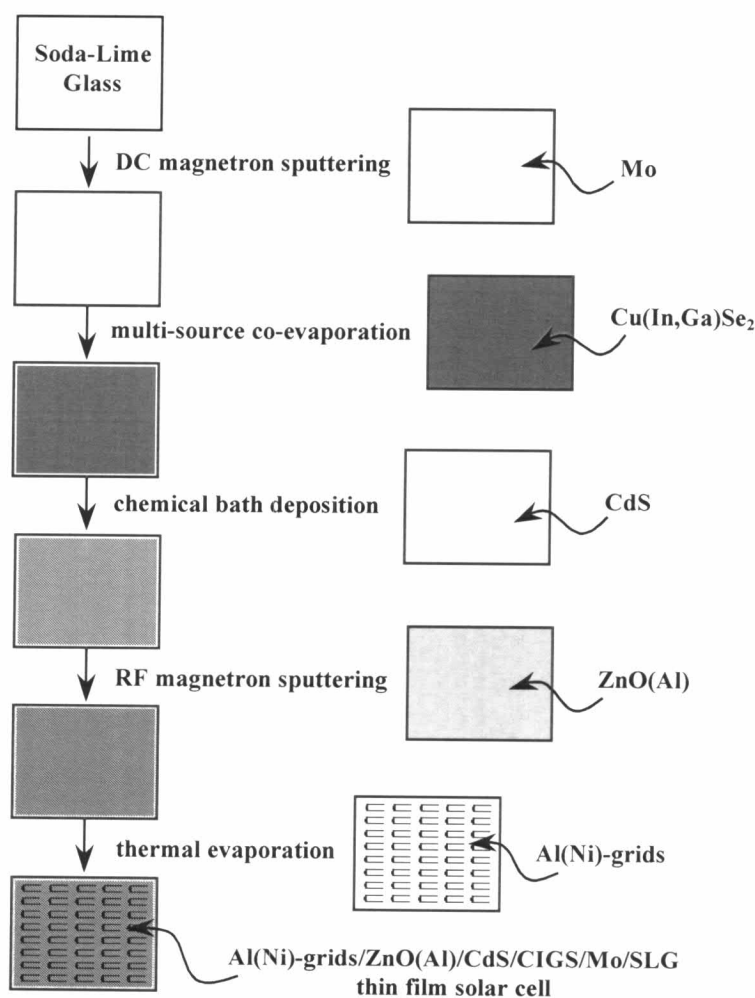 Soda-Lime
Glass
DC magnetron sputtering
Mo
multi-source co-evaporation
Cu(In,Ga)Se₂
chemical bath deposition
CdS
RF magnetron sputtering
ZnO(Al)
thermal evaporation
Al(Ni)-grids
Al(Ni)-grids/ZnO(Al)/CdS/CIGS/Mo/SLG
thin film solar cell